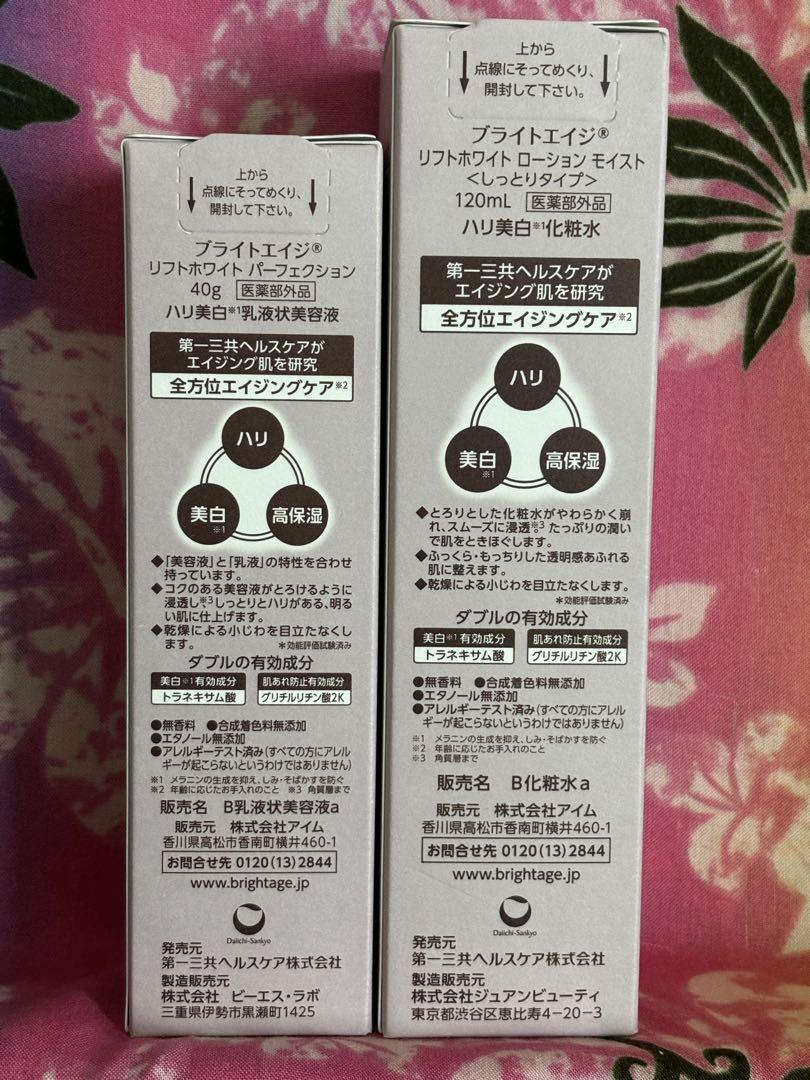 上から
点線にそってめくり、
開封して下さい。
ブライトエイジ®
リフトホワイト パーフェクション
40g 医薬部外品
ハリ美白※1乳液状美容液
第一三共ヘルスケアが
エイジング肌を研究
全方位エイジングケア※2
ハリ
美白※1
高保湿
◆「美容液」と「乳液」の特性を合わせ
持っています。
◆コクのある美容液がとろけるように
浸透し※3しっとりとハリがある、明る
い肌に仕上げます。
◆乾燥による小じわを目立たなくし
ます。 *効能評価試験済み
ダブルの有効成分
美白※1有効成分
トラネキサム酸
肌あれ防止有効成分
グリチルリチン酸2K
●無香料 ●合成着色料無添加
●エタノール無添加
●アレルギーテスト済み(すべての方にアレル
ギーが起こらないというわけではありません)
※1 メラニンの生成を抑え、しみ・そばかすを防ぐ
※2 年齢に応じたお手入れのこと ※3 角質層まで
販売名 B乳液状美容液a
販売元 株式会社アイム
香川県高松市香南町横井460-1
お問合せ先 0120(13)2844
www.brightage.jp
Daiichi-Sankyo
発売元
第一三共ヘルスケア株式会社
製造販売元
株式会社 ビーエス・ラボ
三重県伊勢市黒瀬町1425
上から
点線にそってめくり、
開封して下さい。
ブライトエイジ®
リフトホワイト ローション モイスト
<しっとりタイプ>
120mL 医薬部外品
ハリ美白※1化粧水
第一三共ヘルスケアが
エイジング肌を研究
全方位エイジングケア※2
ハリ
美白※1
高保湿
◆とろりとした化粧水がやわらかく崩
れ、スムーズに浸透※3。たっぷりの潤い
で肌をときほぐします。
◆ふっくら・もっちりした透明感あふれる
肌に整えます。
◆乾燥による小じわを目立たなくします。
*効能評価試験済み
ダブルの有効成分
美白※1有効成分
トラネキサム酸
肌あれ防止有効成分
グリチルリチン酸2K
●無香料 ●合成着色料無添加
●エタノール無添加
●アレルギーテスト済み(すべての方にアレル
ギーが起こらないというわけではありません)
※1 メラニンの生成を抑え、しみ・そばかすを防ぐ
※2 年齢に応じたお手入れのこと
※3 角質層まで
販売名 B化粧水a
販売元 株式会社アイム
香川県高松市香南町横井460-1
お問合せ先 0120(13)2844
www.brightage.jp
Daiichi-Sankyo
発売元
第一三共ヘルスケア株式会社
製造販売元
株式会社ジュアンビューティ
東京都渋谷区恵比寿4-20-3